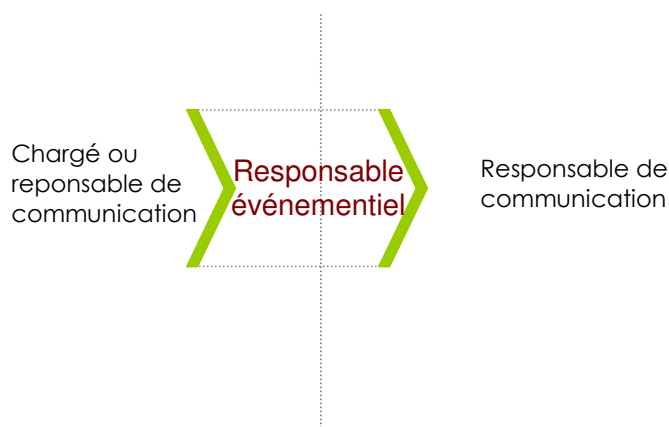 Chargé ou
reponsable de
communication
Responsable
événementiel
Responsable de
communication